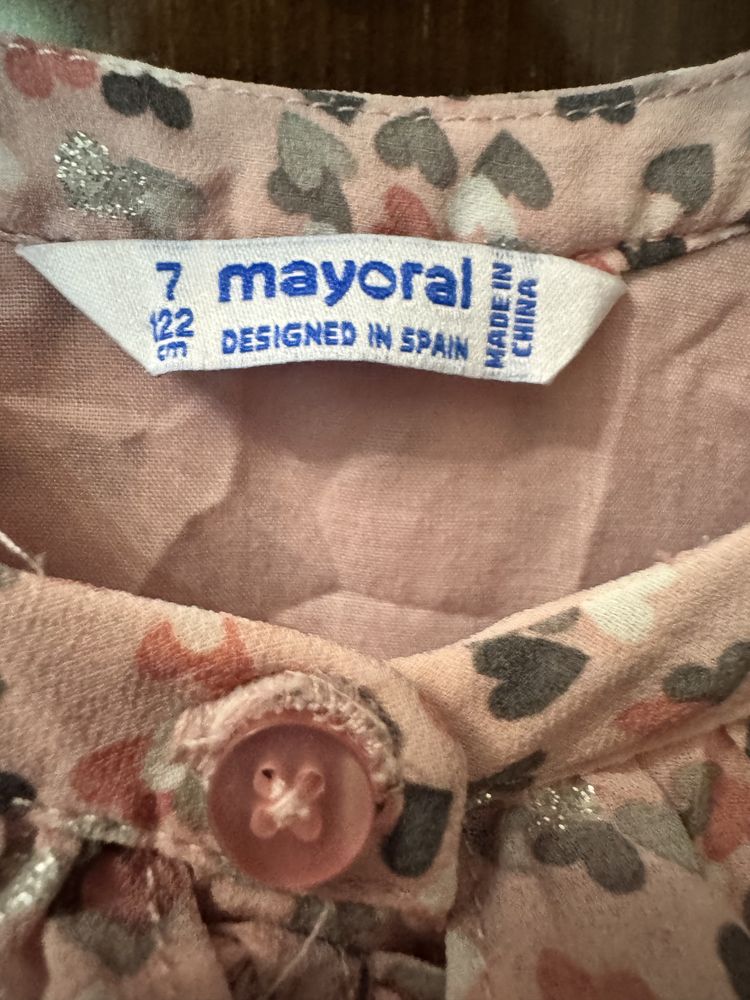 7
122
cm
mayoral
DESIGNED IN SPAIN
MADE IN
CHINA